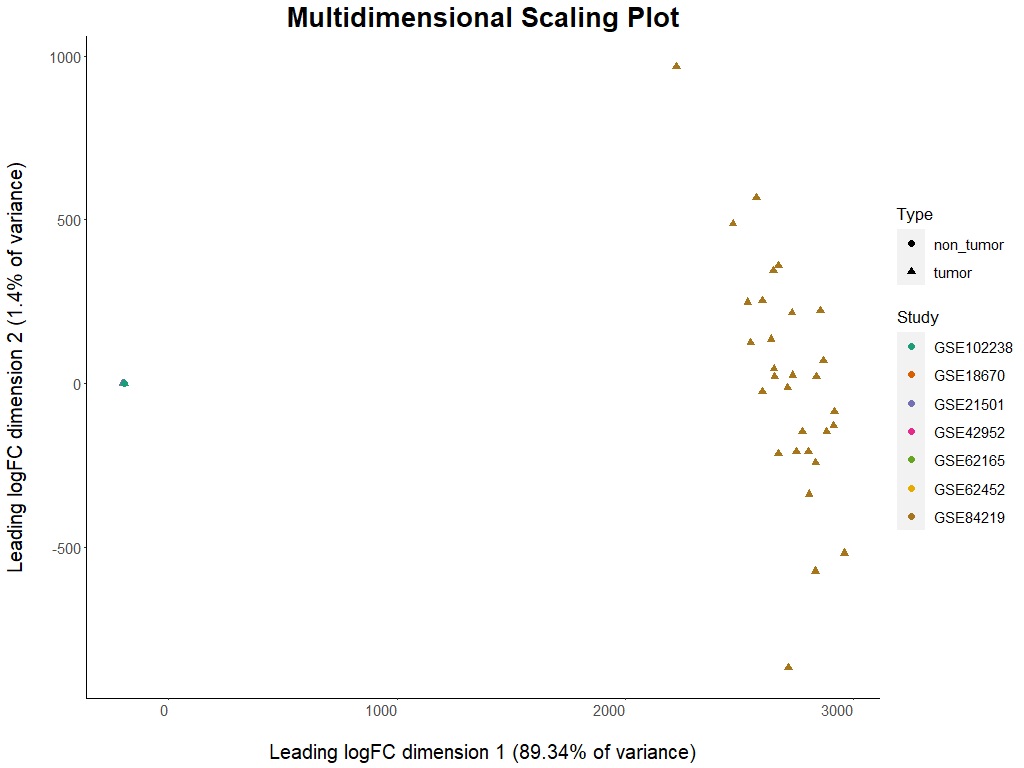 Multidimensional Scaling Plot
Leading logFC dimension 2 (1.4% of variance)
1000
500
0
-500
0
1000
2000
3000
Leading logFC dimension 1 (89.34% of variance)
Type
non_tumor
tumor
Study
GSE102238
GSE18670
GSE21501
GSE42952
GSE62165
GSE62452
GSE84219